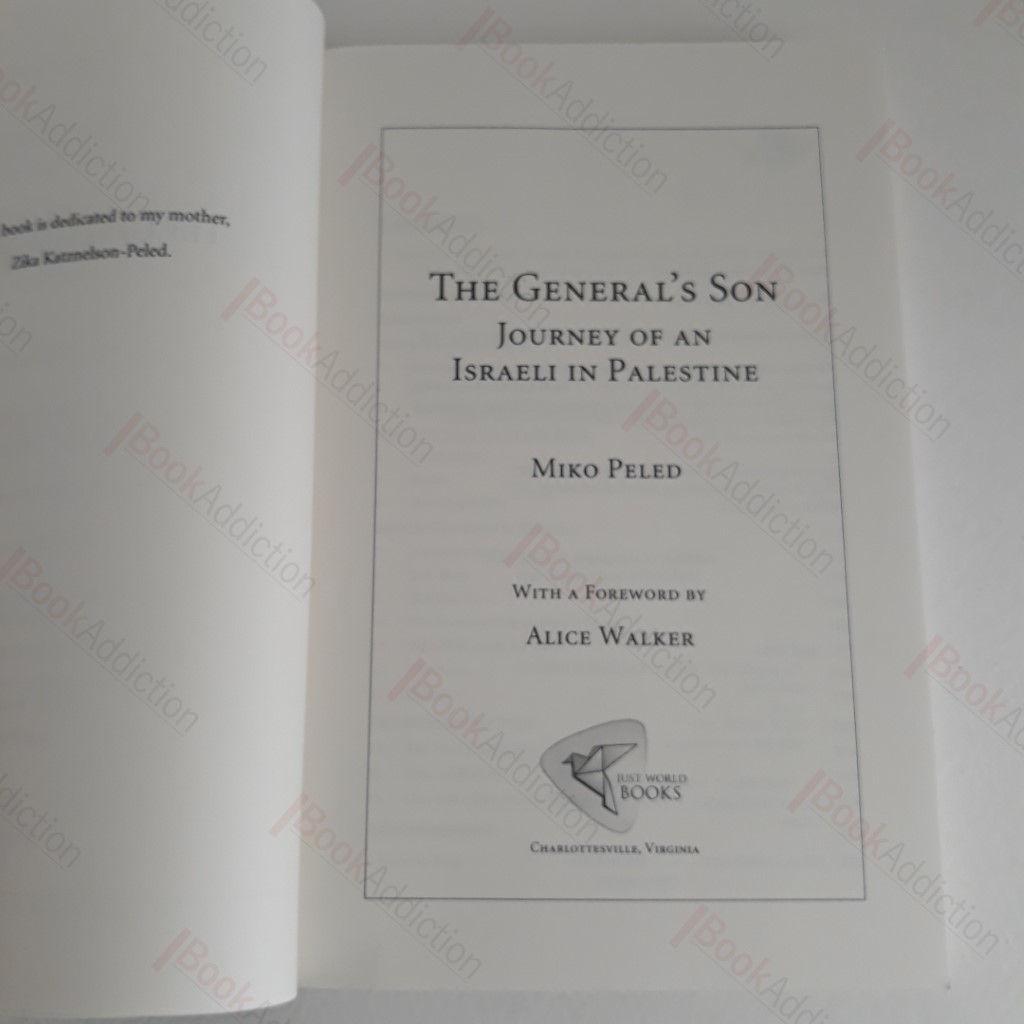 book is dedicated to my mother,
Zika Katznelson-Peled.
THE GENERAL'S SON
JOURNEY OF AN
ISRAELI IN PALESTINE
MIKO PELED
WITH A FOREWORD BY
ALICE WALKER
JUST WORLD
BOOKS
CHARLOTTESVILLE, VIRGINIA
BookAddiction